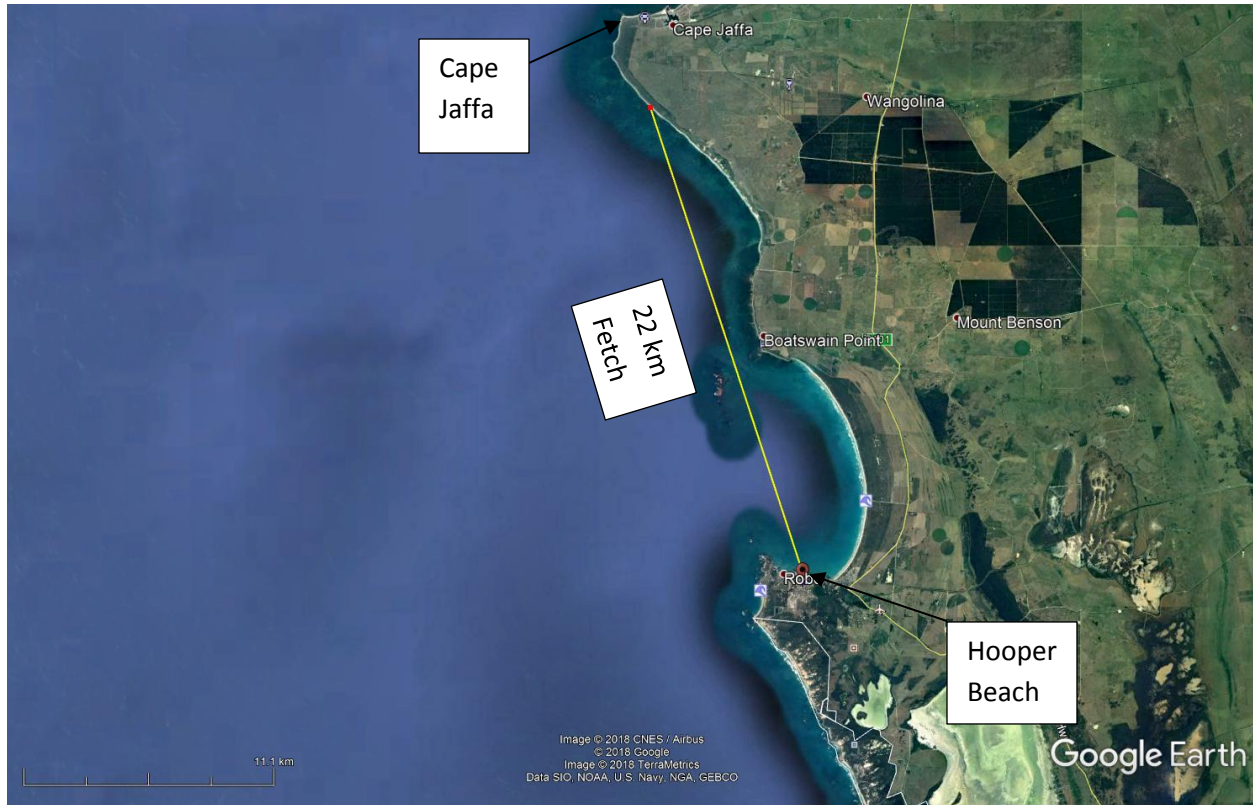 Cape
Jaffa
Cape Jaffa
Wangolina
22 km
Fetch
Mount Benson
Boatswain Point
Robe
Hooper
Beach
Image © 2018 CNES / Airbus
© 2018 Google
Image © 2018 TerraMetrics
Data SIO, NOAA, U.S. Navy, NGA, GEBCO
11.1 km
Google Earth